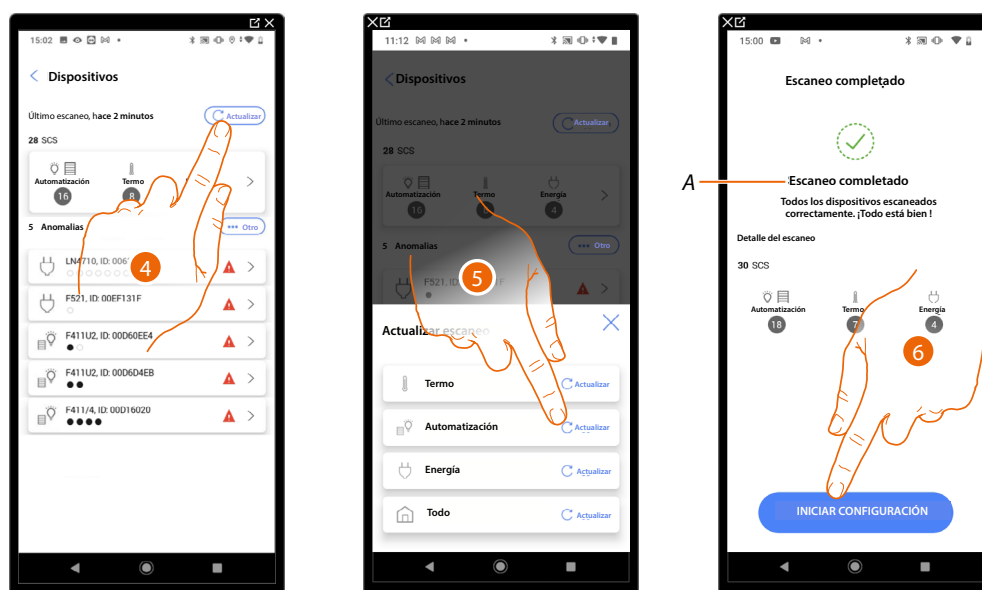 15:02
Dispositivos
Último escaneo, hace 2 minutos
Actualizar
28 SCS
Automatización
Termo
16
8
5 Anomalias
Otro
LN4710, ID: 006
4
F521, ID: 00EF131F
F411U2, ID: 00D60EE4
F411U2, ID: 00D6D4EB
F411/4, ID: 00D16020
11:12
Dispositivos
Último escaneo, hace 2 minutos
Actualizar
28 SCS
Automatización
Termo
Energía
16
8
4
5 Anomalias
Otro
F521, ID
F
5
Actualizar escaneo
Termo
Actualizar
Automatización
Actualizar
Energía
Actualizar
Todo
Actualizar
15:00
Escaneo completado
A
Escaneo completado
Todos los dispositivos escaneados
correctamente. ¡Todo está bien !
Detalle del escaneo
30 SCS
Automatización
Termo
Energía
18
7
4
6
INICIAR CONFIGURACIÓN